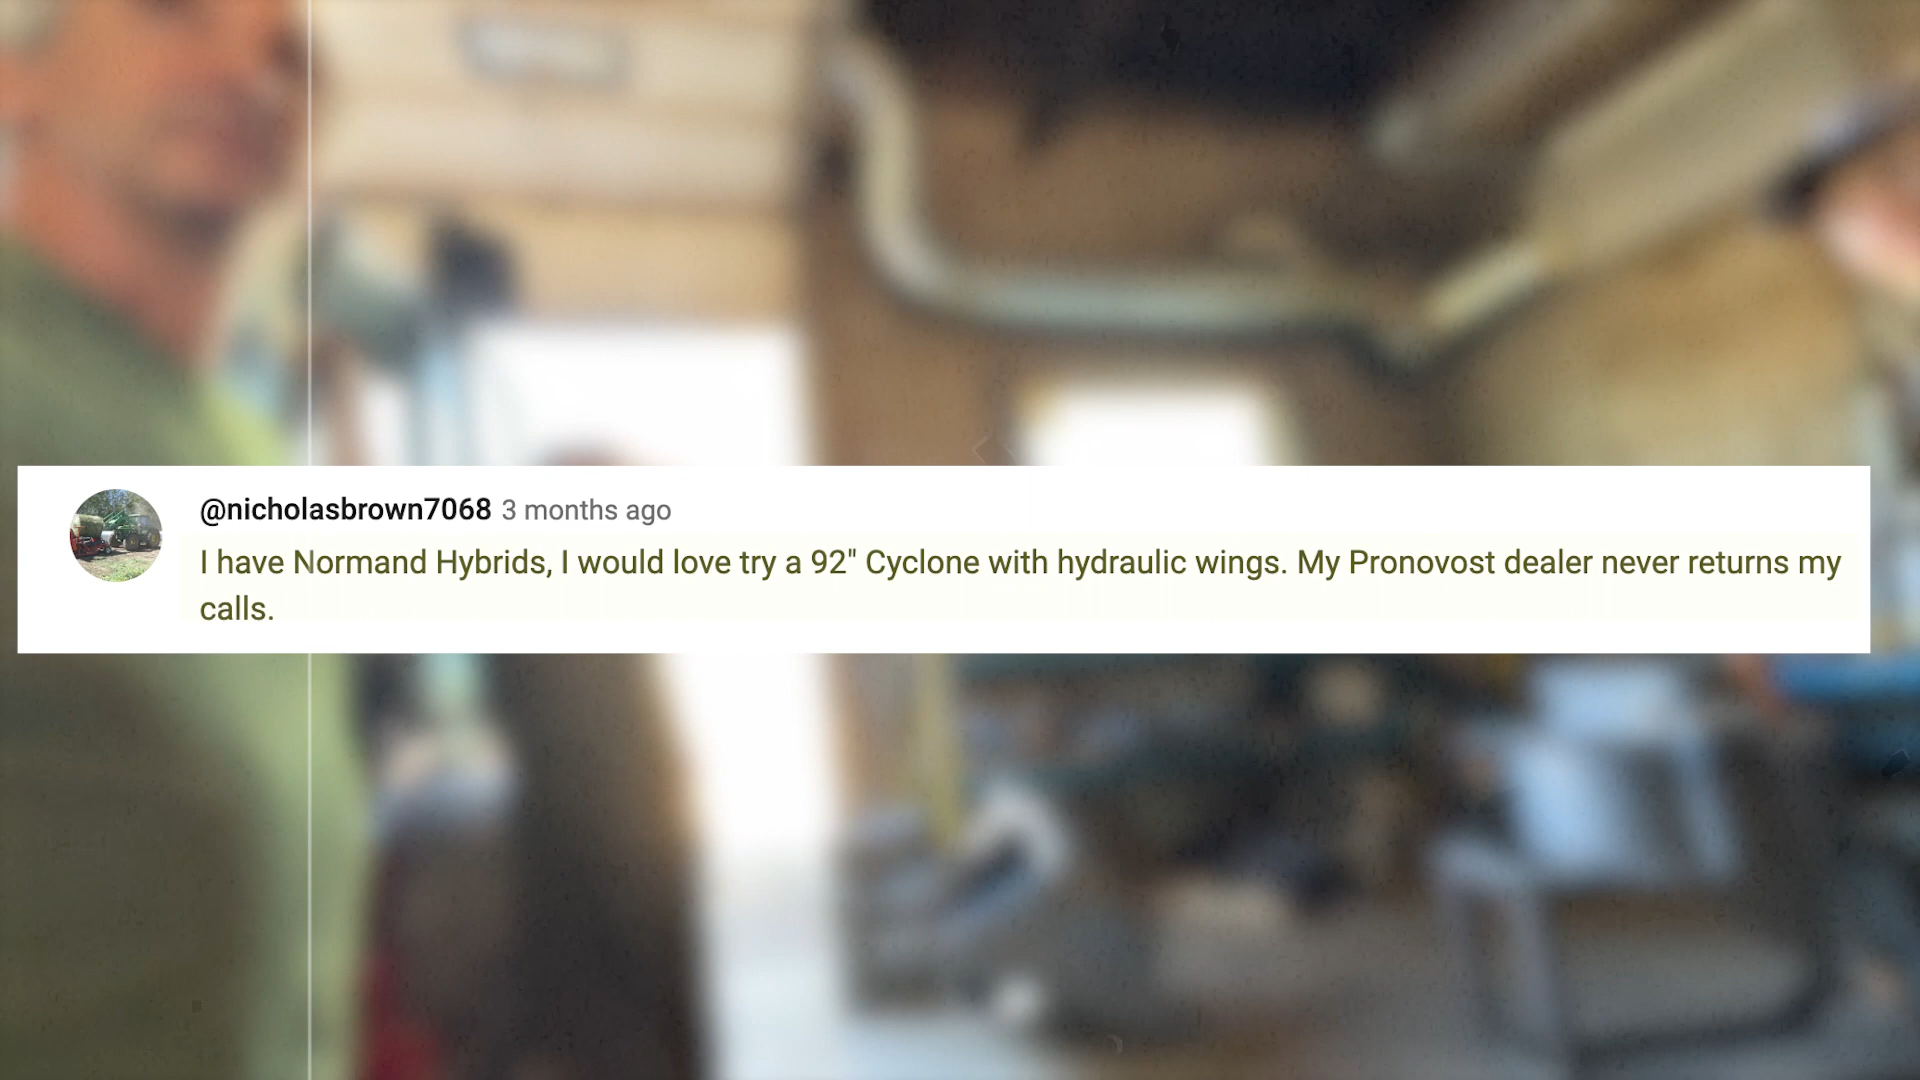 @nicholasbrown7068 3 months ago
I have Normand Hybrids, I would love try a 92" Cyclone with hydraulic wings. My Pronovost dealer never returns my
calls.